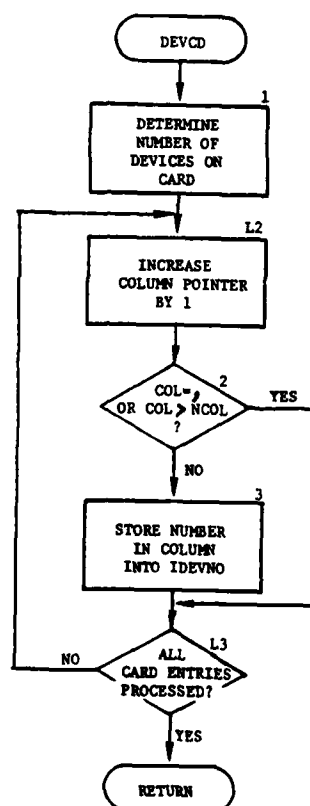 DEVCD
1
DETERMINE
NUMBER OF
DEVICES ON
CARD
L2
INCREASE
COLUMN POINTER
BY 1
2
COL=,
OR COL > NCOL
?
YES
NO
3
STORE NUMBER
IN COLUMN
INTO IDEVNO
L3
ALL
CARD ENTRIES
PROCESSED?
NO
YES
RETURN